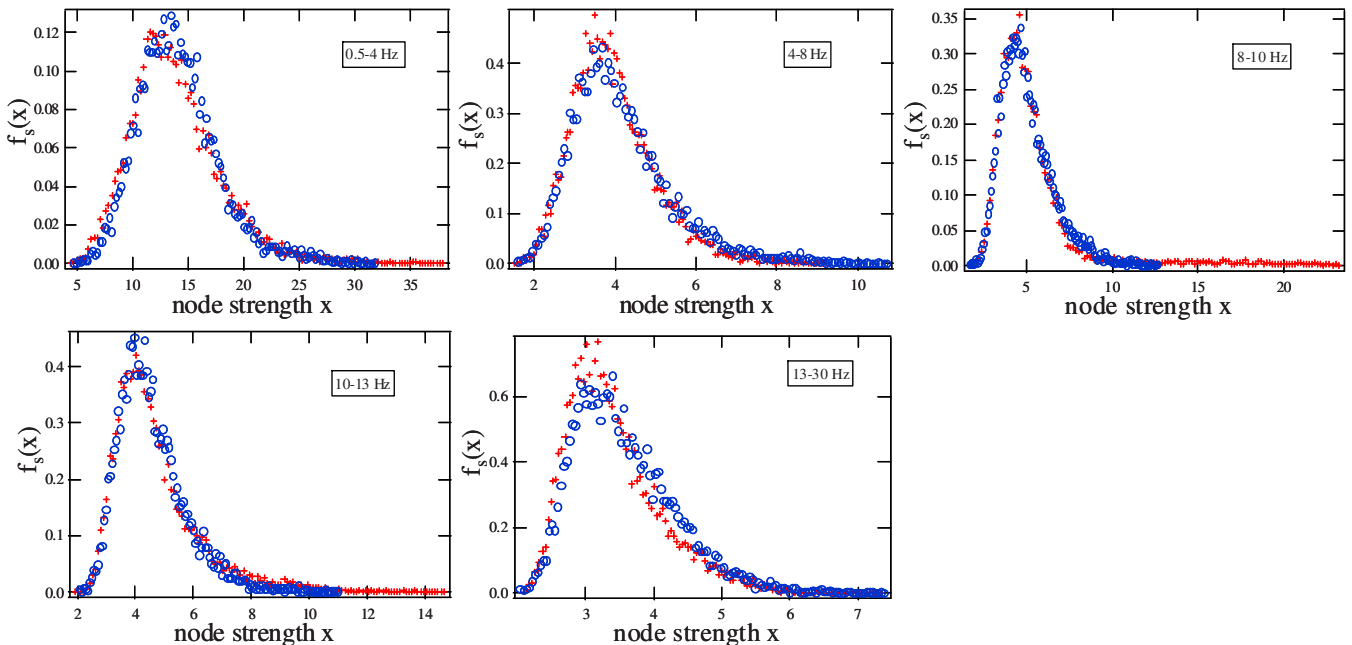 0.12
0.10
0.08
0.06
0.04
0.02
0.00
f_s(x)
0.5-4 Hz
5 10 15 20 25 30 35
node strength x
0.4
0.3
0.2
0.1
0.0
f_s(x)
4-8 Hz
2 4 6 8 10
node strength x
0.35
0.30
0.25
0.20
0.15
0.10
0.05
0.00
f_s(x)
8-10 Hz
5 10 15 20
node strength x
0.4
0.3
0.2
0.1
0.0
f_s(x)
10-13 Hz
2 4 6 8 10 12 14
node strength x
0.6
0.4
0.2
0.0
f_s(x)
13-30 Hz
3 4 5 6 7
node strength x